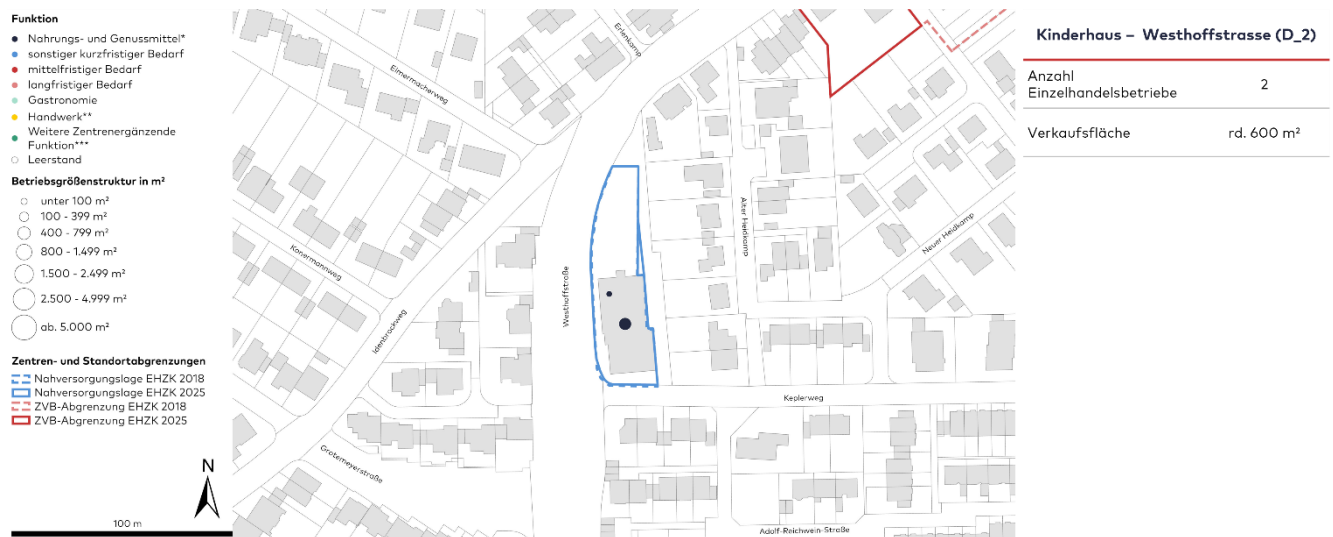 Funktion
Nahrungs- und Genussmittel*
sonstiger kurzfristiger Bedarf
mittelfristiger Bedarf
langfristiger Bedarf
Gastronomie
Handwerk**
Weitere Zentrenergänzende
Funktion***
Leerstand
Betriebsgrößenstruktur in m²
unter 100 m²
100 - 399 m²
400 - 799 m²
800 - 1.499 m²
1.500 - 2.499 m²
2.500 - 4.999 m²
ab. 5.000 m²
Zentren- und Standortabgrenzungen
Nahversorgungslage EHZK 2018
Nahversorgungslage EHZK 2025
ZVB-Abgrenzung EHZK 2018
ZVB-Abgrenzung EHZK 2025
N
100 m
Erlenkamp
Eimermacherweg
Konermannweg
Idenbrockweg
Westhoffstraße
Alter Heidkamp
Neuer Heidkamp
Keplerweg
Grotemeyerstraße
Adolf-Reichwein-Straße
Kinderhaus – Westhoffstrasse (D_2)
Anzahl
Einzelhandelsbetriebe 2
Verkaufsfläche rd. 600 m²